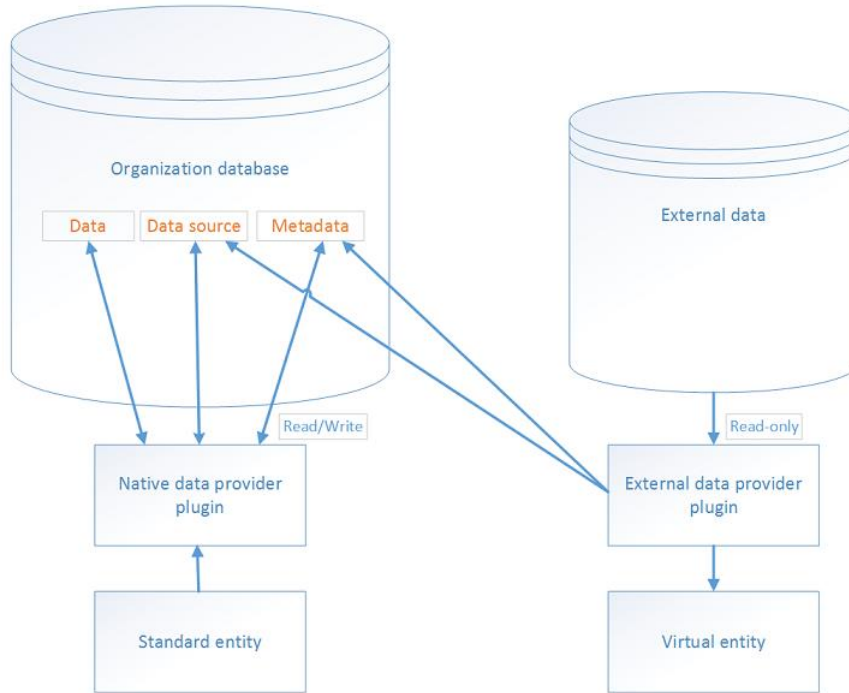 Organization database
Data
Data source
Metadata
External data
Read/Write
Read-only
Native data provider
plugin
External data provider
plugin
Standard entity
Virtual entity